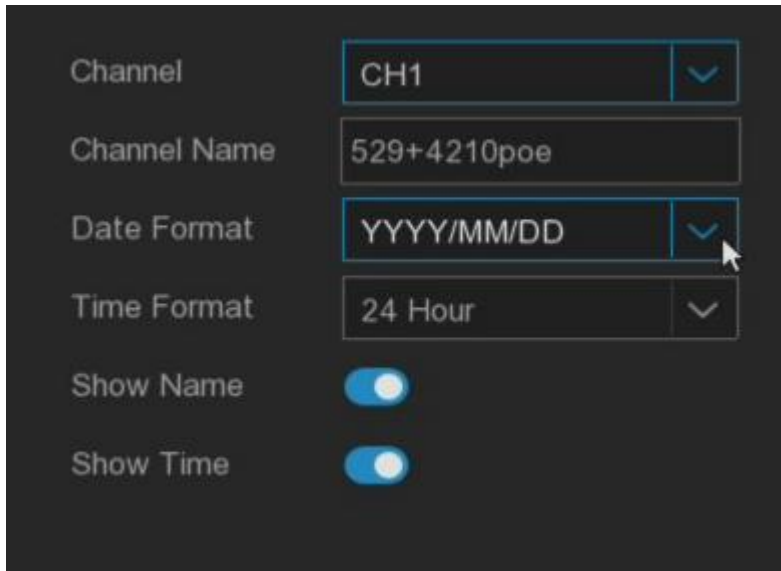 Channel CH1
Channel Name 529+4210poe
Date Format YYYY/MM/DD
Time Format 24 Hour
Show Name
Show Time